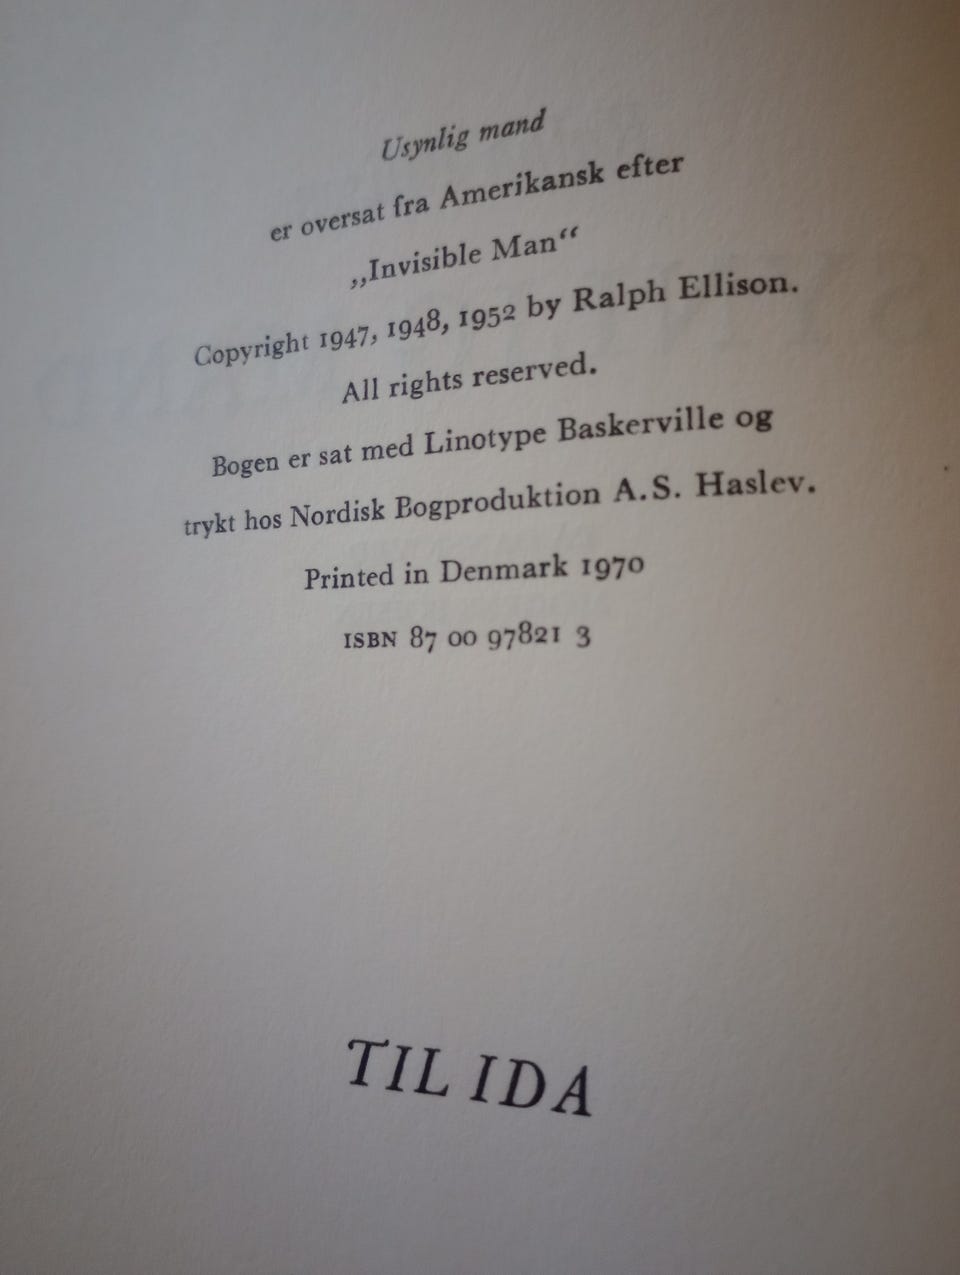 Usynlig mand
er oversat fra Amerikansk efter
„Invisible Man“
Copyright 1947, 1948, 1952 by Ralph Ellison.
All rights reserved.
Bogen er sat med Linotype Baskerville og
trykt hos Nordisk Bogproduktion A.S. Haslev.
Printed in Denmark 1970
ISBN 87 00 97821 3
TIL IDA